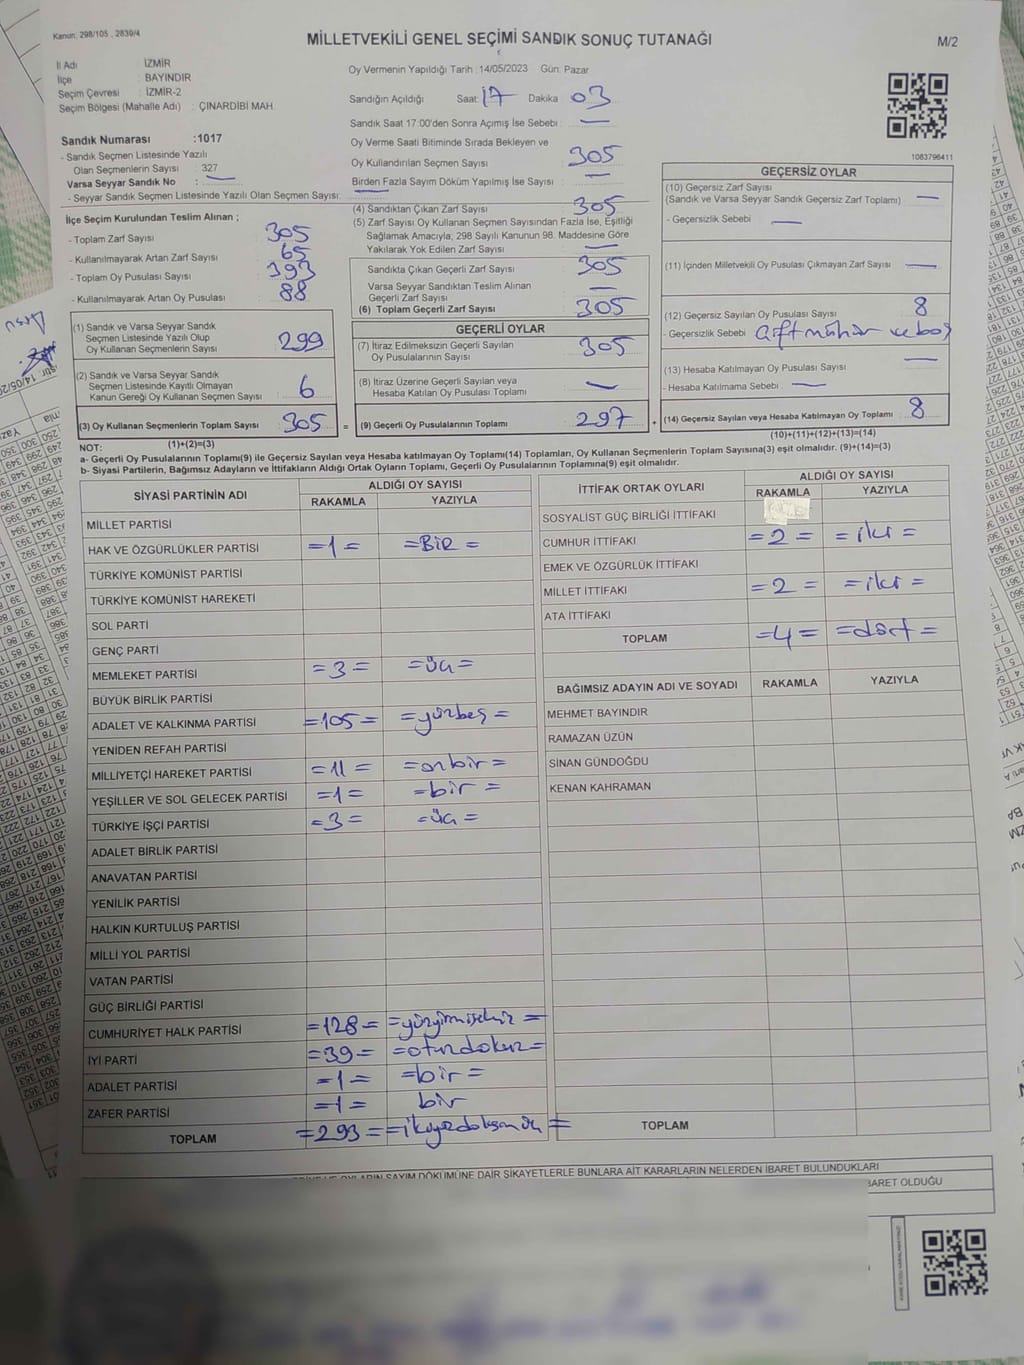 Kanun: 298/105 , 2839/4
MİLLETVEKİLİ GENEL SEÇİMİ SANDIK SONUÇ TUTANAĞI
M/2
İl Adı : İZMİR
İlçe : BAYINDIR
Seçim Çevresi : İZMİR-2
Seçim Bölgesi (Mahalle Adı) : ÇINARDİBİ MAH.
Oy Vermenin Yapıldığı Tarih : 14/05/2023 Gün: Pazar
Sandığın Açıldığı Saat: 17 Dakika : 03
Sandık Saat 17:00'den Sonra Açımış İse Sebebi : —
Oy Verme Saati Bitiminde Sırada Bekleyen ve
Oy Kullandırılan Seçmen Sayısı : 305
Birden Fazla Sayım Döküm Yapılmış İse Sayısı : —
1083796411
Sandık Numarası :1017
- Sandık Seçmen Listesinde Yazılı
Olan Seçmenlerin Sayısı : 327
Varsa Seyyar Sandık No : —
- Seyyar Sandık Seçmen Listesinde Yazılı Olan Seçmen Sayısı: —
İlçe Seçim Kurulundan Teslim Alınan ;
- Toplam Zarf Sayısı : 305
- Kullanılmayarak Artan Zarf Sayısı : 65
- Toplam Oy Pusulası Sayısı : 393
- Kullanılmayarak Artan Oy Pusulası : 88
(1) Sandık ve Varsa Seyyar Sandık
Seçmen Listesinde Yazılı Olup
Oy Kullanan Seçmenlerin Sayısı : 299
(2) Sandık ve Varsa Seyyar Sandık
Seçmen Listesinde Kayıtlı Olmayan
Kanun Gereği Oy Kullanan Seçmen Sayısı : 6
(3) Oy Kullanan Seçmenlerin Toplam Sayısı : 305
(1)+(2)=(3)
(4) Sandıktan Çıkan Zarf Sayısı : 305
(5) Zarf Sayısı Oy Kullanan Seçmen Sayısından Fazla İse, Eşitliği
Sağlamak Amacıyla, 298 Sayılı Kanunun 98. Maddesine Göre
Yakılarak Yok Edilen Zarf Sayısı : —
Sandıkta Çıkan Geçerli Zarf Sayısı : 305
Varsa Seyyar Sandıktan Teslim Alınan
Geçerli Zarf Sayısı : —
(6) Toplam Geçerli Zarf Sayısı : 305
GEÇERLİ OYLAR
(7) İtiraz Edilmeksizin Geçerli Sayılan
Oy Pusulalarının Sayısı : 305
(8) İtiraz Üzerine Geçerli Sayılan veya
Hesaba Katılan Oy Pusulası Toplamı : —
= (9) Geçerli Oy Pusulalarının Toplamı : 297 +
GEÇERSİZ OYLAR
(10) Geçersiz Zarf Sayısı
(Sandık ve Varsa Seyyar Sandık Geçersiz Zarf Toplamı) : —
- Geçersizlik Sebebi : —
(11) İçinden Milletvekili Oy Pusulası Çıkmayan Zarf Sayısı : —
(12) Geçersiz Sayılan Oy Pusulası Sayısı : 8
- Geçersizlik Sebebi : Çift mühür ve boş
(13) Hesaba Katılmayan Oy Pusulası Sayısı : —
- Hesaba Katılmama Sebebi : —
(14) Geçersiz Sayılan veya Hesaba Katılmayan Oy Toplamı : 8
(10)+(11)+(12)+(13)=(14)
NOT:
a- Geçerli Oy Pusulalarının Toplamı(9) ile Geçersiz Sayılan veya Hesaba katılmayan Oy Toplamı(14) Toplamları, Oy Kullanan Seçmenlerin Toplam Sayısına(3) eşit olmalıdır. (9)+(14)=(3)
b- Siyasi Partilerin, Bağımsız Adayların ve İttifakların Aldığı Ortak Oyların Toplamı, Geçerli Oy Pusulalarının Toplamına(9) eşit olmalıdır.
SİYASİ PARTİNİN ADI ALDIĞI OY SAYISI
RAKAMLA YAZIYLA
MİLLET PARTİSİ
HAK VE ÖZGÜRLÜKLER PARTİSİ =1= =BİR=
TÜRKİYE KOMÜNİST PARTİSİ
TÜRKİYE KOMÜNİST HAREKETİ
SOL PARTİ
GENÇ PARTİ
MEMLEKET PARTİSİ =3= =üç=
BÜYÜK BİRLİK PARTİSİ
ADALET VE KALKINMA PARTİSİ =105= =yüzbeş=
YENİDEN REFAH PARTİSİ
MİLLİYETÇİ HAREKET PARTİSİ =11= =onbir=
YEŞİLLER VE SOL GELECEK PARTİSİ =1= =bir=
TÜRKİYE İŞÇİ PARTİSİ =3= =üç=
ADALET BİRLİK PARTİSİ
ANAVATAN PARTİSİ
YENİLİK PARTİSİ
HALKIN KURTULUŞ PARTİSİ
MİLLİ YOL PARTİSİ
VATAN PARTİSİ
GÜÇ BİRLİĞİ PARTİSİ
CUMHURİYET HALK PARTİSİ =128= =yüzyirmisekiz=
İYİ PARTİ =39= =otuzdokuz=
ADALET PARTİSİ =1= =bir=
ZAFER PARTİSİ =1= bir
TOPLAM =293= =ikiyüzdoksanüç=
İTTİFAK ORTAK OYLARI ALDIĞI OY SAYISI
RAKAMLA YAZIYLA
SOSYALİST GÜÇ BİRLİĞİ İTTİFAKI
CUMHUR İTTİFAKI =2= =iki=
EMEK VE ÖZGÜRLÜK İTTİFAKI
MİLLET İTTİFAKI =2= =iki=
ATA İTTİFAKI
TOPLAM =4= =dört=
BAĞIMSIZ ADAYIN ADI VE SOYADI RAKAMLA YAZIYLA
MEHMET BAYINDIR
RAMAZAN ÜZÜN
SİNAN GÜNDOĞDU
KENAN KAHRAMAN
TOPLAM
OYLARIN SAYIM DÖKÜMÜNE DAİR ŞİKAYETLERLE BUNLARA AİT KARARLARIN NELERDEN İBARET BULUNDUKLARI
BARET OLDUĞU